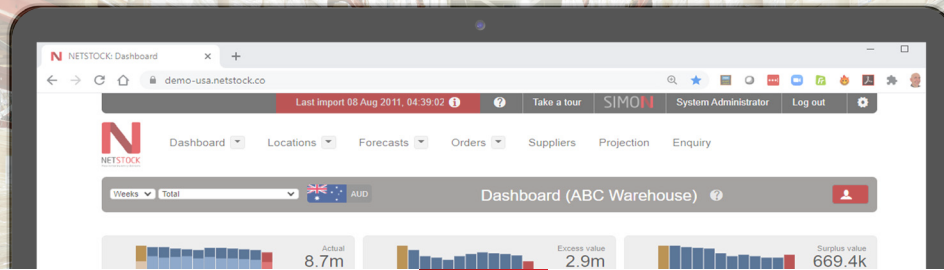 NETSTOCK: Dashboard
demo-usa.netstock.co
Last import 08 Aug 2011, 04:39:02 Take a tour SIMON System Administrator Log out
N
NETSTOCK
Dashboard Locations Forecasts Orders Suppliers Projection Enquiry
Weeks Total AUD Dashboard (ABC Warehouse)
Actual
8.7m
Excess value
2.9m
Surplus value
669.4k